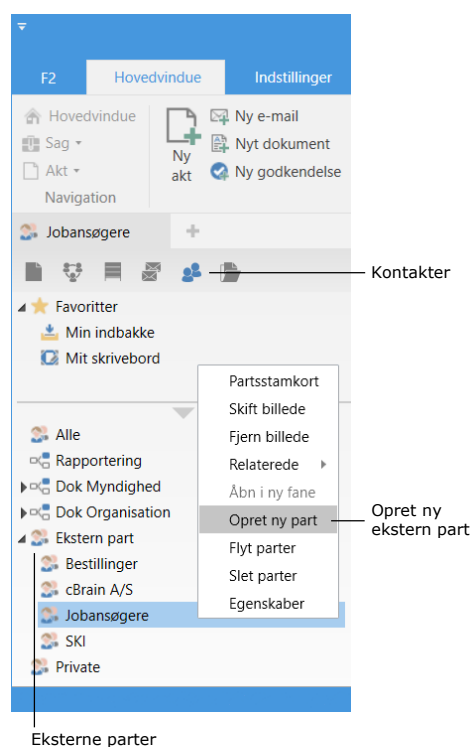 F2 Hovedvindue Indstillinger
Hovedvindue
Sag
Akt
Navigation
Ny
akt
Ny e-mail
Nyt dokument
Ny godkendelse
Jobansøgere
Kontakter
Favoritter
Min indbakke
Mit skrivebord
Alle
Rapportering
Dok Myndighed
Dok Organisation
Ekstern part
Bestillinger
cBrain A/S
Jobansøgere
SKI
Private
Partsstamkort
Skift billede
Fjern billede
Relaterede
Åbn i ny fane
Opret ny part
Flyt parter
Slet parter
Egenskaber
Opret ny
ekstern part
Eksterne parter